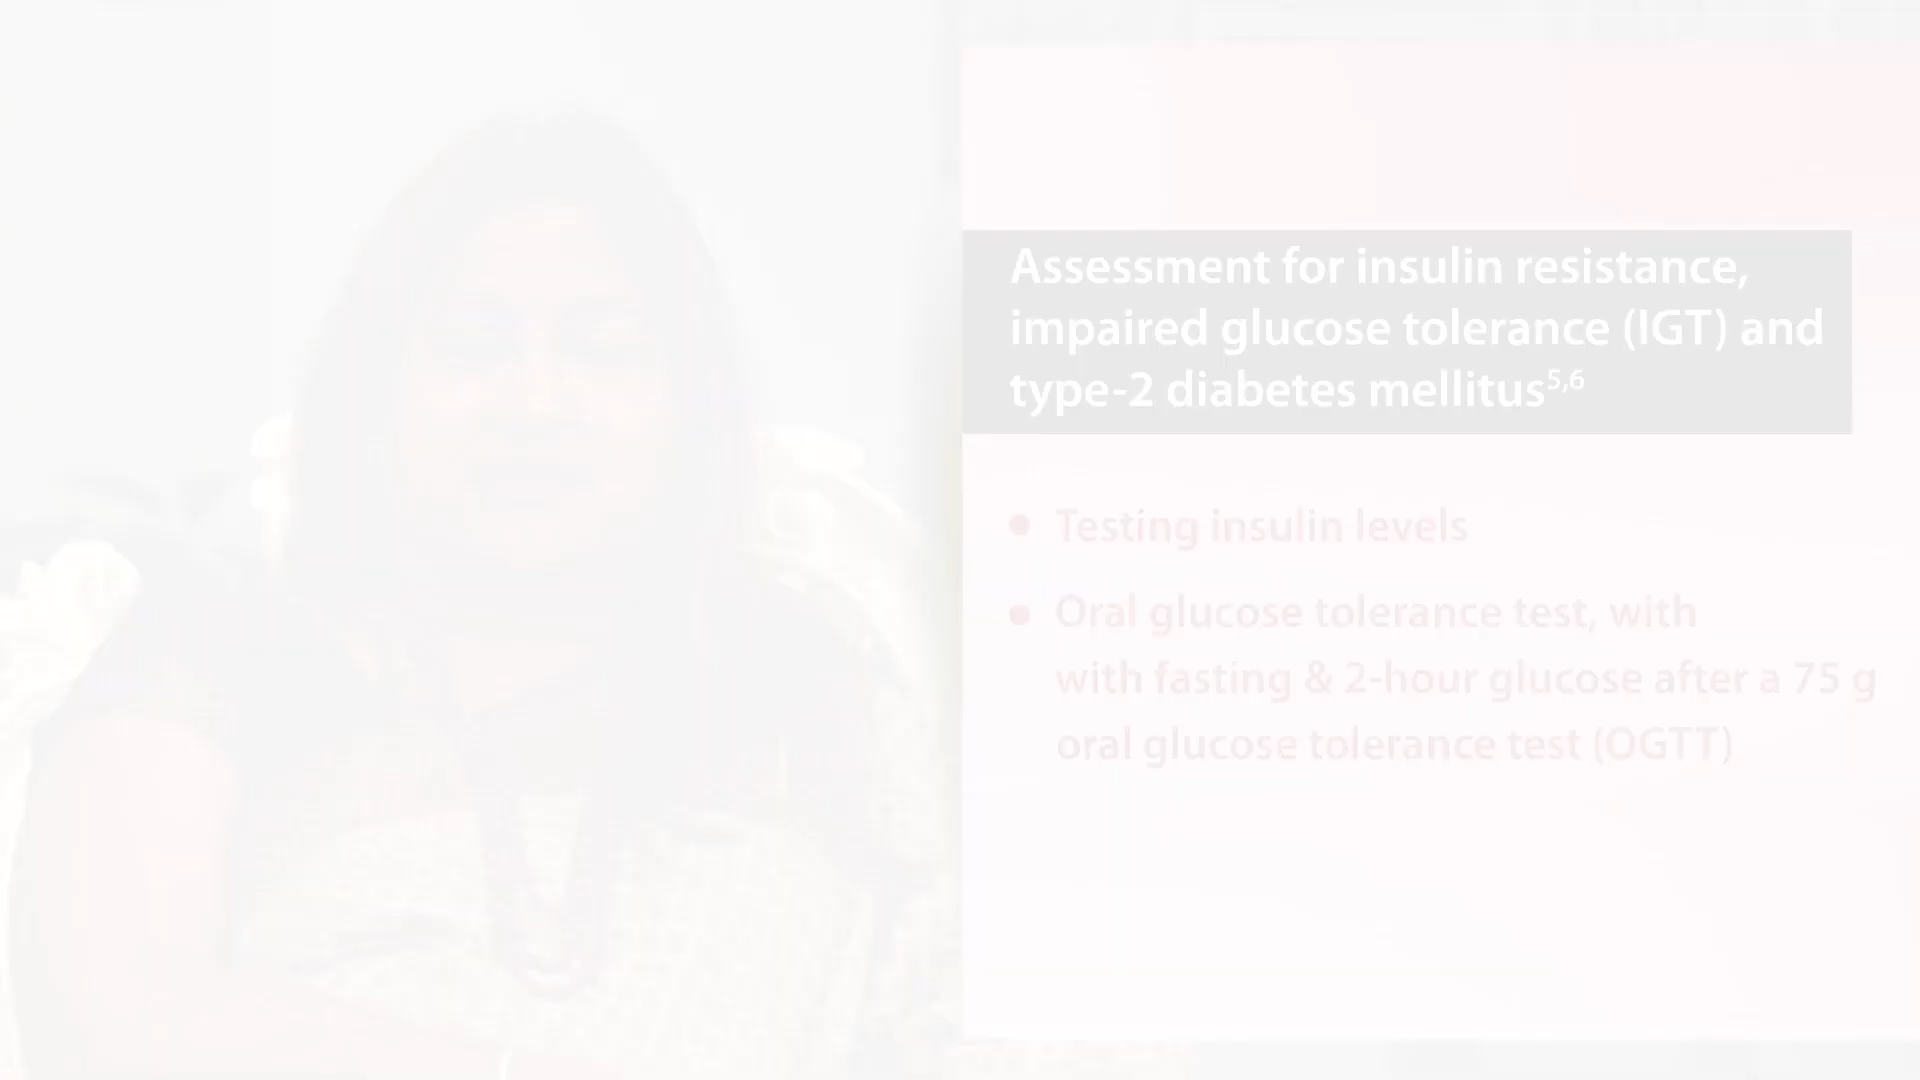 Assessment for insulin resistance,
impaired glucose tolerance (IGT) and
type-2 diabetes mellitus5,6
• Testing insulin levels
• Oral glucose tolerance test, with
with fasting & 2-hour glucose after a 75 g
oral glucose tolerance test (OGTT)